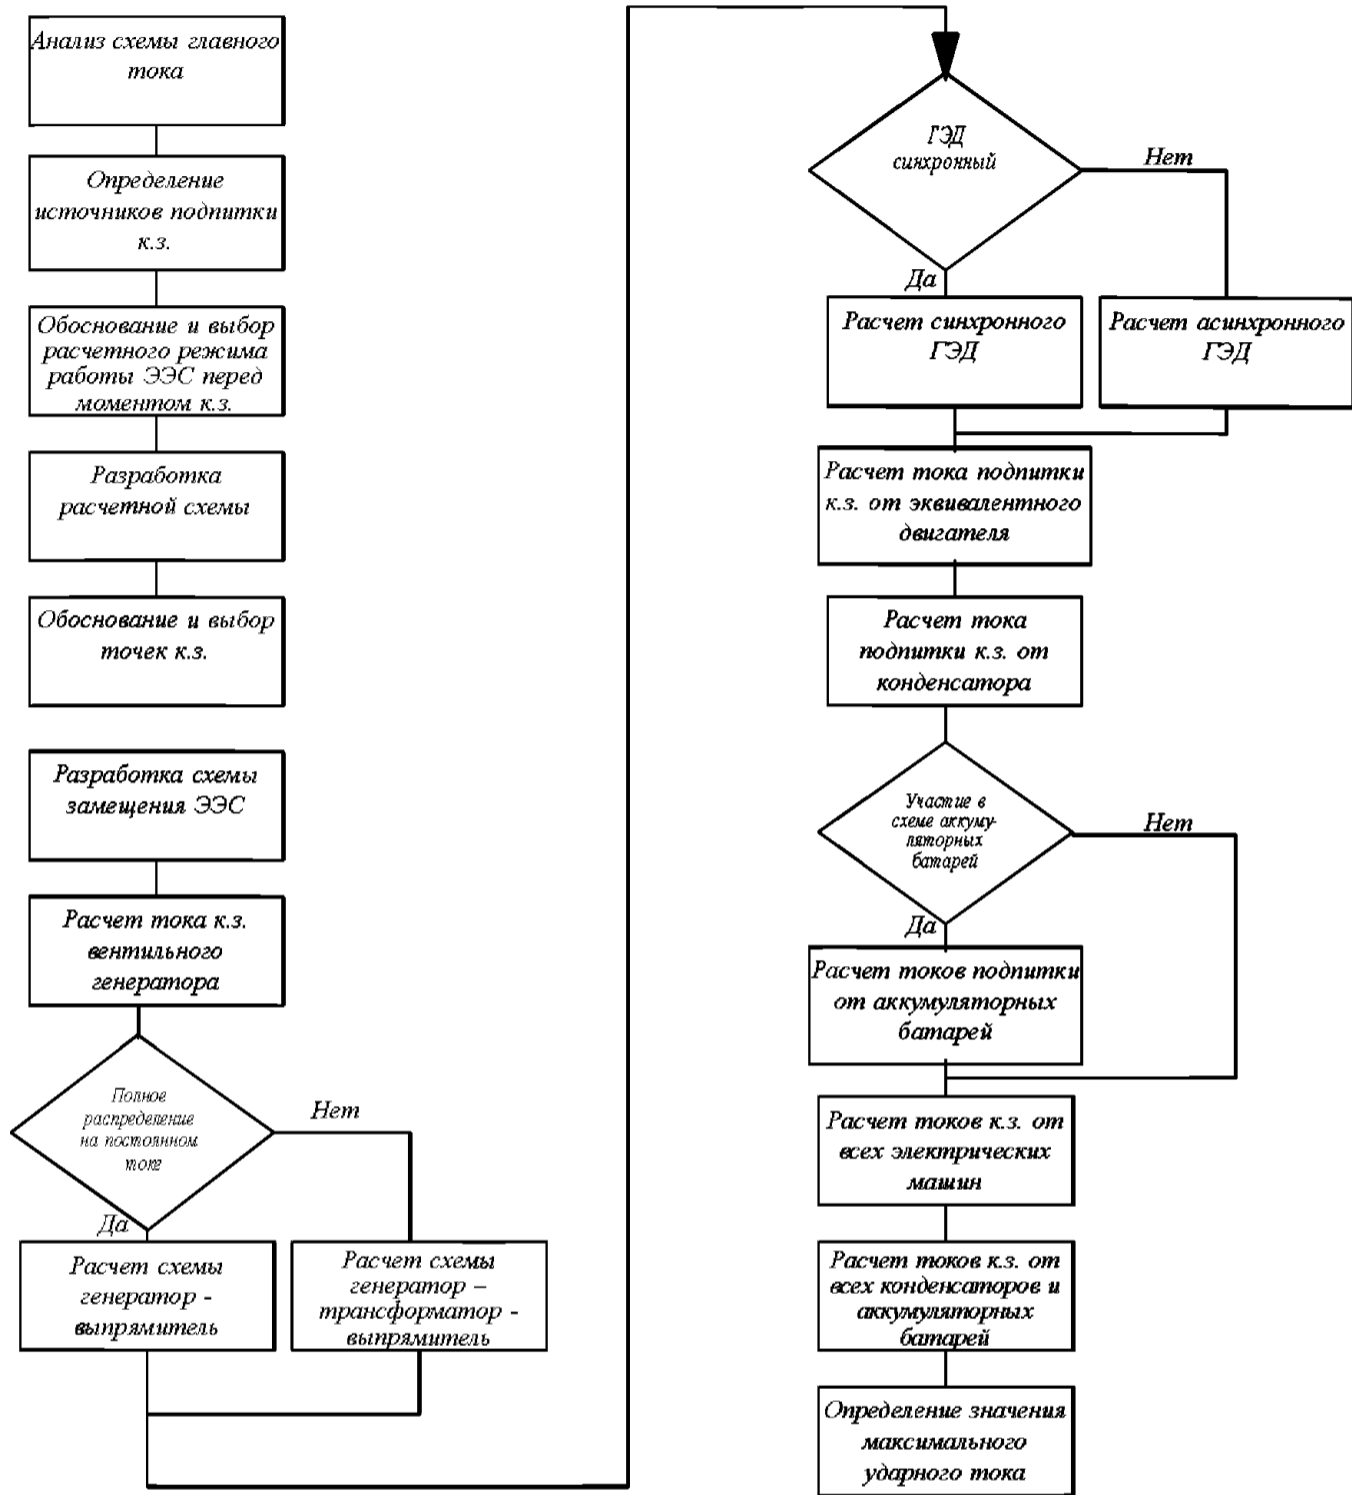 Анализ схемы главного
тока
Определение
источников подпитки
к.з.
Обоснование и выбор
расчетного режима
работы ЭЭС перед
моментом к.з.
Разработка
расчетной схемы
Обоснование и выбор
точек к.з.
Разработка схемы
замещения ЭЭС
Расчет тока к.з.
вентильного
генератора
Полное
распределение
на постоянном
токе
Нет
Да
Расчет схемы
генератор -
выпрямитель
Расчет схемы
генератор –
трансформатор -
выпрямитель
ГЭД
синхронный
Нет
Да
Расчет синхронного
ГЭД
Расчет асинхронного
ГЭД
Расчет тока подпитки
к.з. от эквивалентного
двигателя
Расчет тока
подпитки к.з. от
конденсатора
Участие в
схеме аккуму-
ляторных
батарей
Нет
Да
Расчет токов подпитки
от аккумуляторных
батарей
Расчет токов к.з. от
всех электрических
машин
Расчет токов к.з. от
всех конденсаторов и
аккумуляторных
батарей
Определение значения
максимального
ударного тока